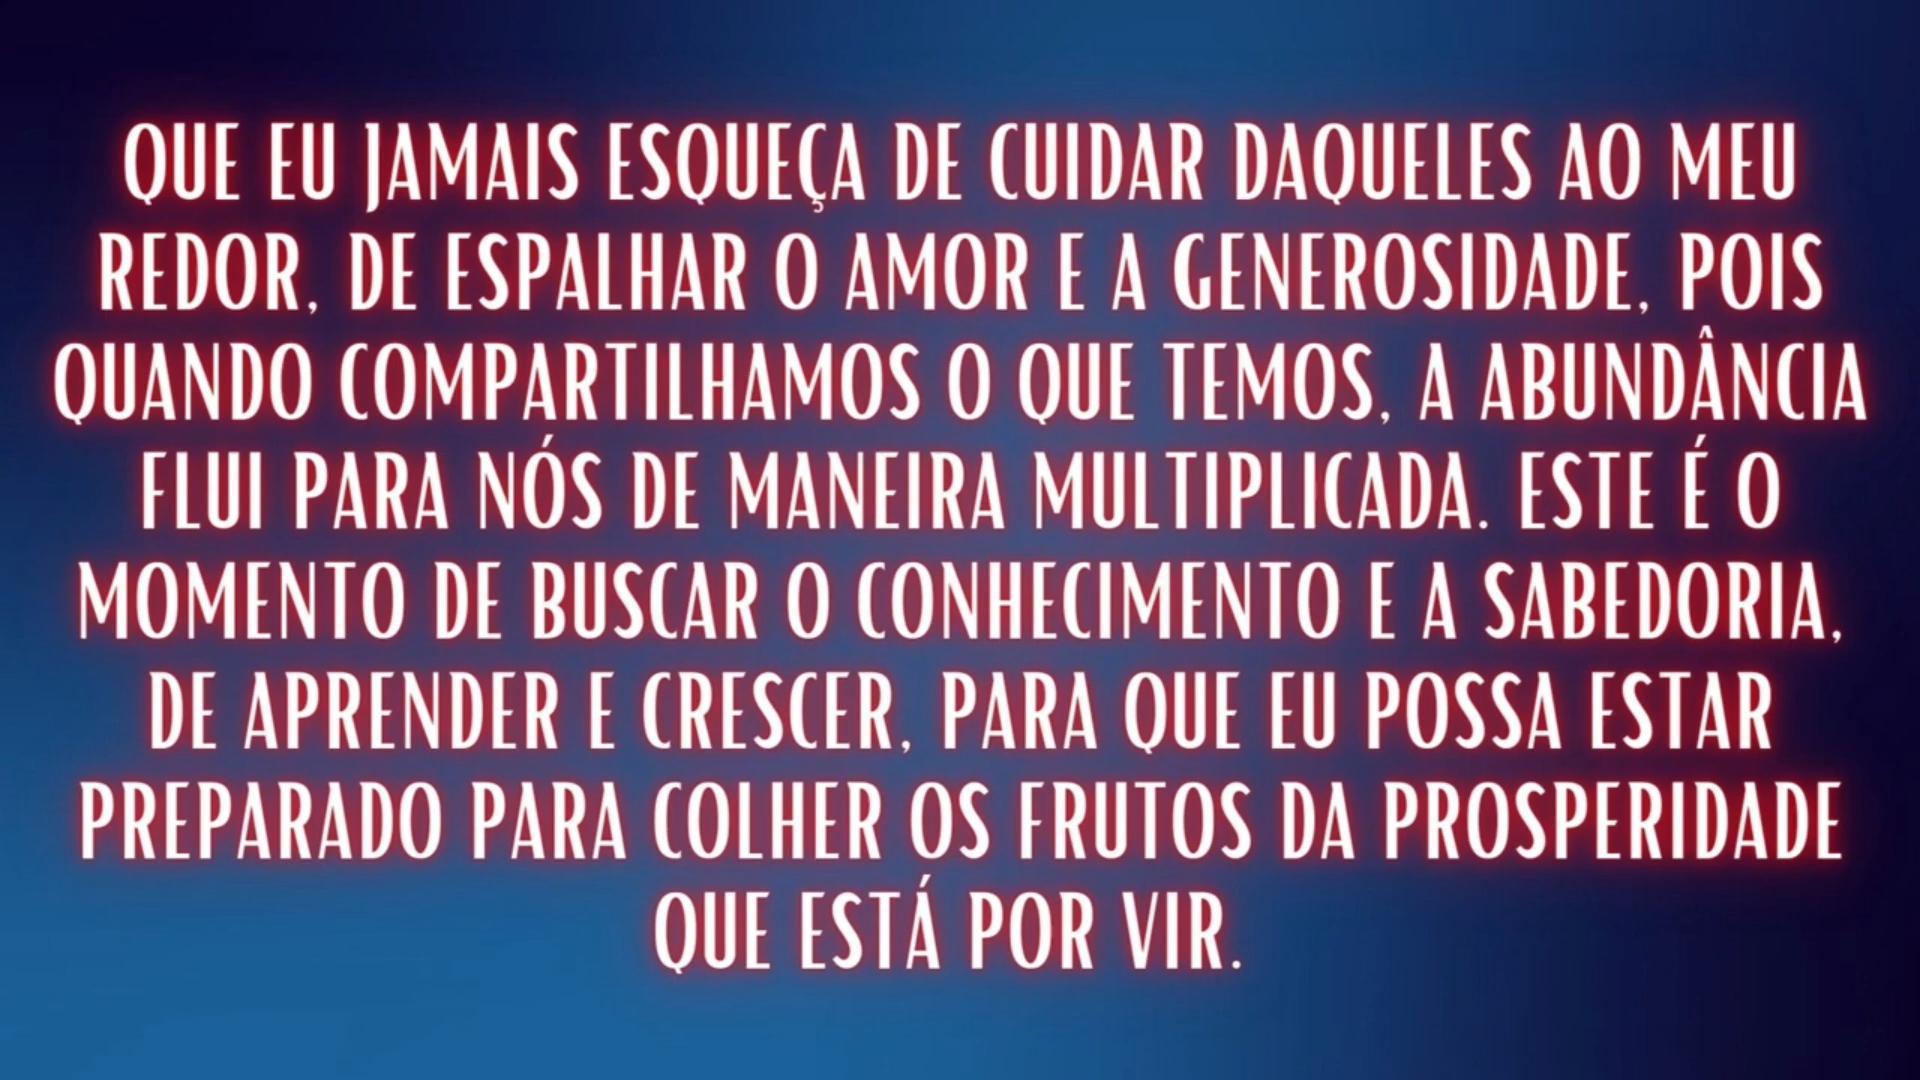 QUE EU JAMAIS ESQUEÇA DE CUIDAR DAQUELES AO MEU
REDOR, DE ESPALHAR O AMOR E A GENEROSIDADE, POIS
QUANDO COMPARTILHAMOS O QUE TEMOS, A ABUNDÂNCIA
FLUI PARA NÓS DE MANEIRA MULTIPLICADA. ESTE É O
MOMENTO DE BUSCAR O CONHECIMENTO E A SABEDORIA,
DE APRENDER E CRESCER, PARA QUE EU POSSA ESTAR
PREPARADO PARA COLHER OS FRUTOS DA PROSPERIDADE
QUE ESTÁ POR VIR.